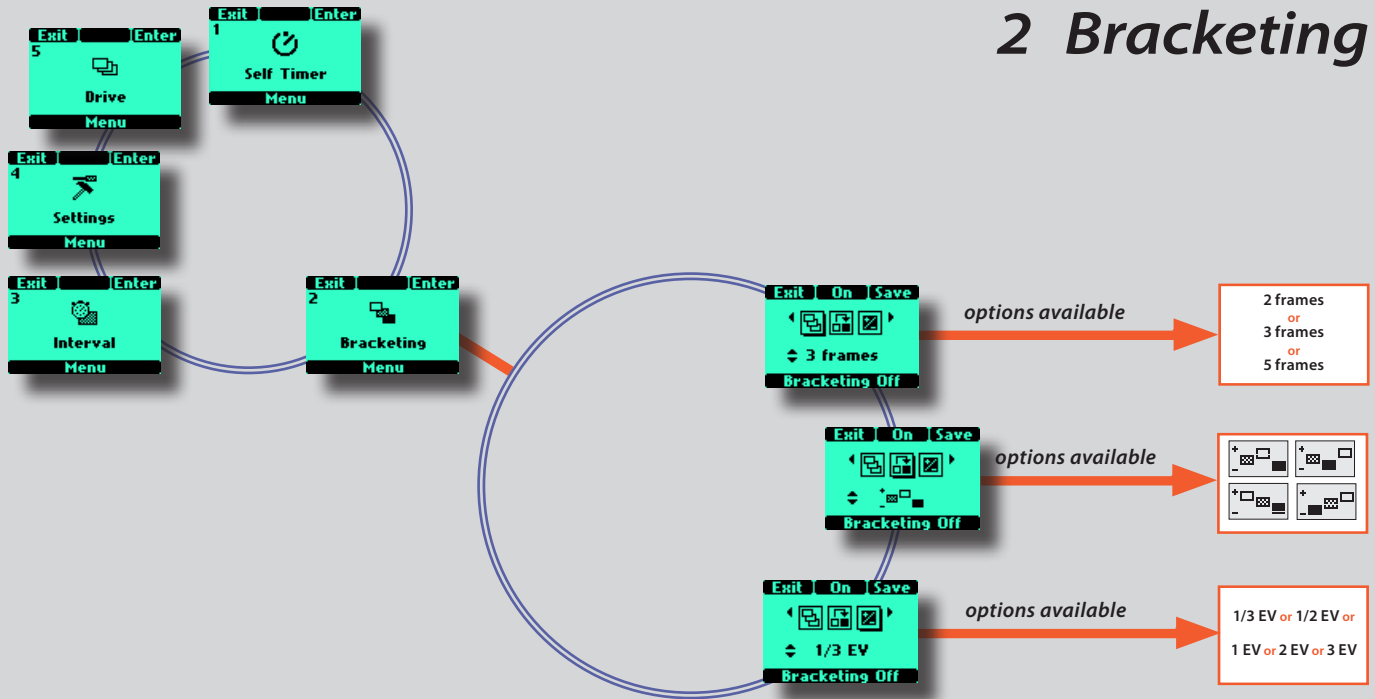 2 Bracketing
Exit Enter
1
Self Timer
Menu
Exit Enter
5
Drive
Menu
Exit Enter
4
Settings
Menu
Exit Enter
3
Interval
Menu
Exit Enter
2
Bracketing
Menu
Exit On Save
3 frames
Bracketing Off
options available
2 frames
or
3 frames
or
5 frames
Exit On Save
+
-
Bracketing Off
options available
+
-
+
-
+
-
+
-
Exit On Save
1/3 EV
Bracketing Off
options available
1/3 EV or 1/2 EV or
1 EV or 2 EV or 3 EV